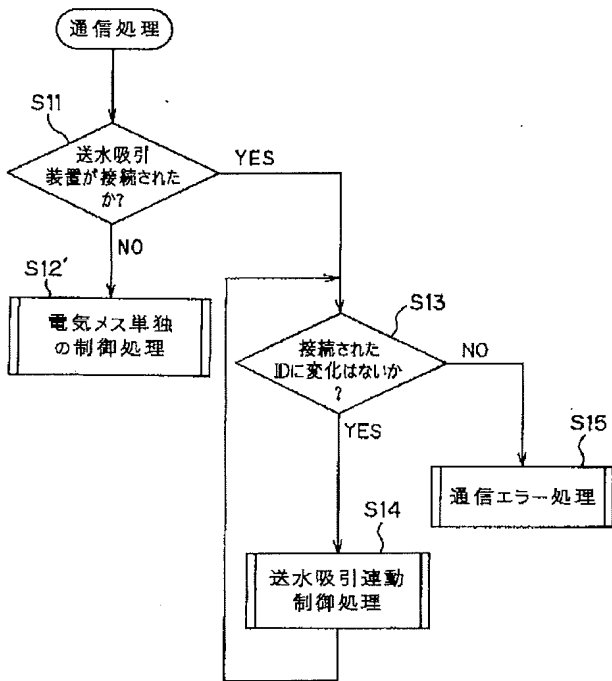 通信処理
S11
送水吸引
装置が接続された
か?
YES
NO
S12'
電気メス単独
の制御処理
S13
接続された
IDに変化はないか
?
NO
YES
S15
通信エラー処理
S14
送水吸引連動
制御処理